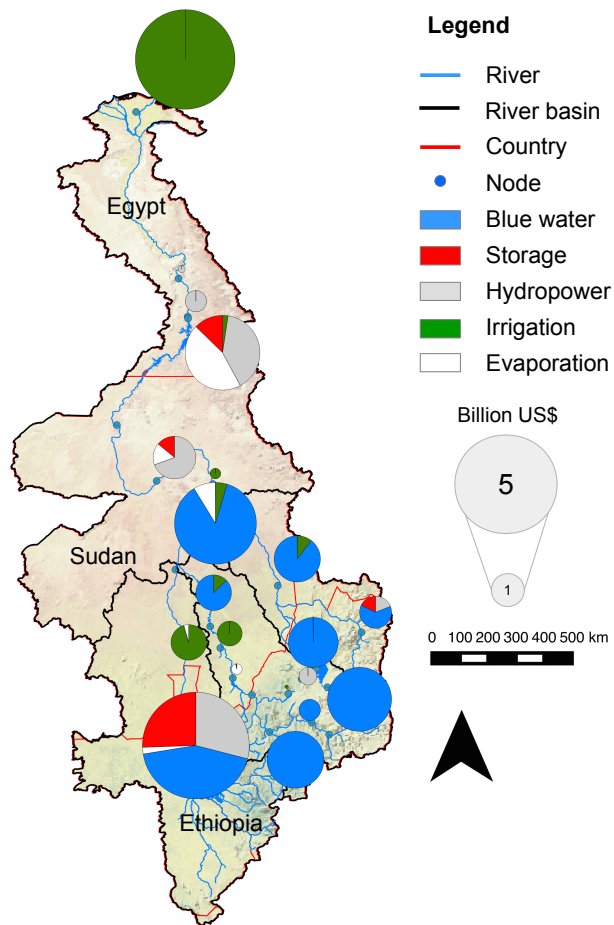 Legend
River
River basin
Country
Node
Blue water
Storage
Hydropower
Irrigation
Evaporation
Billion US$
5
1
0 100 200 300 400 500 km
Egypt
Sudan
Ethiopia